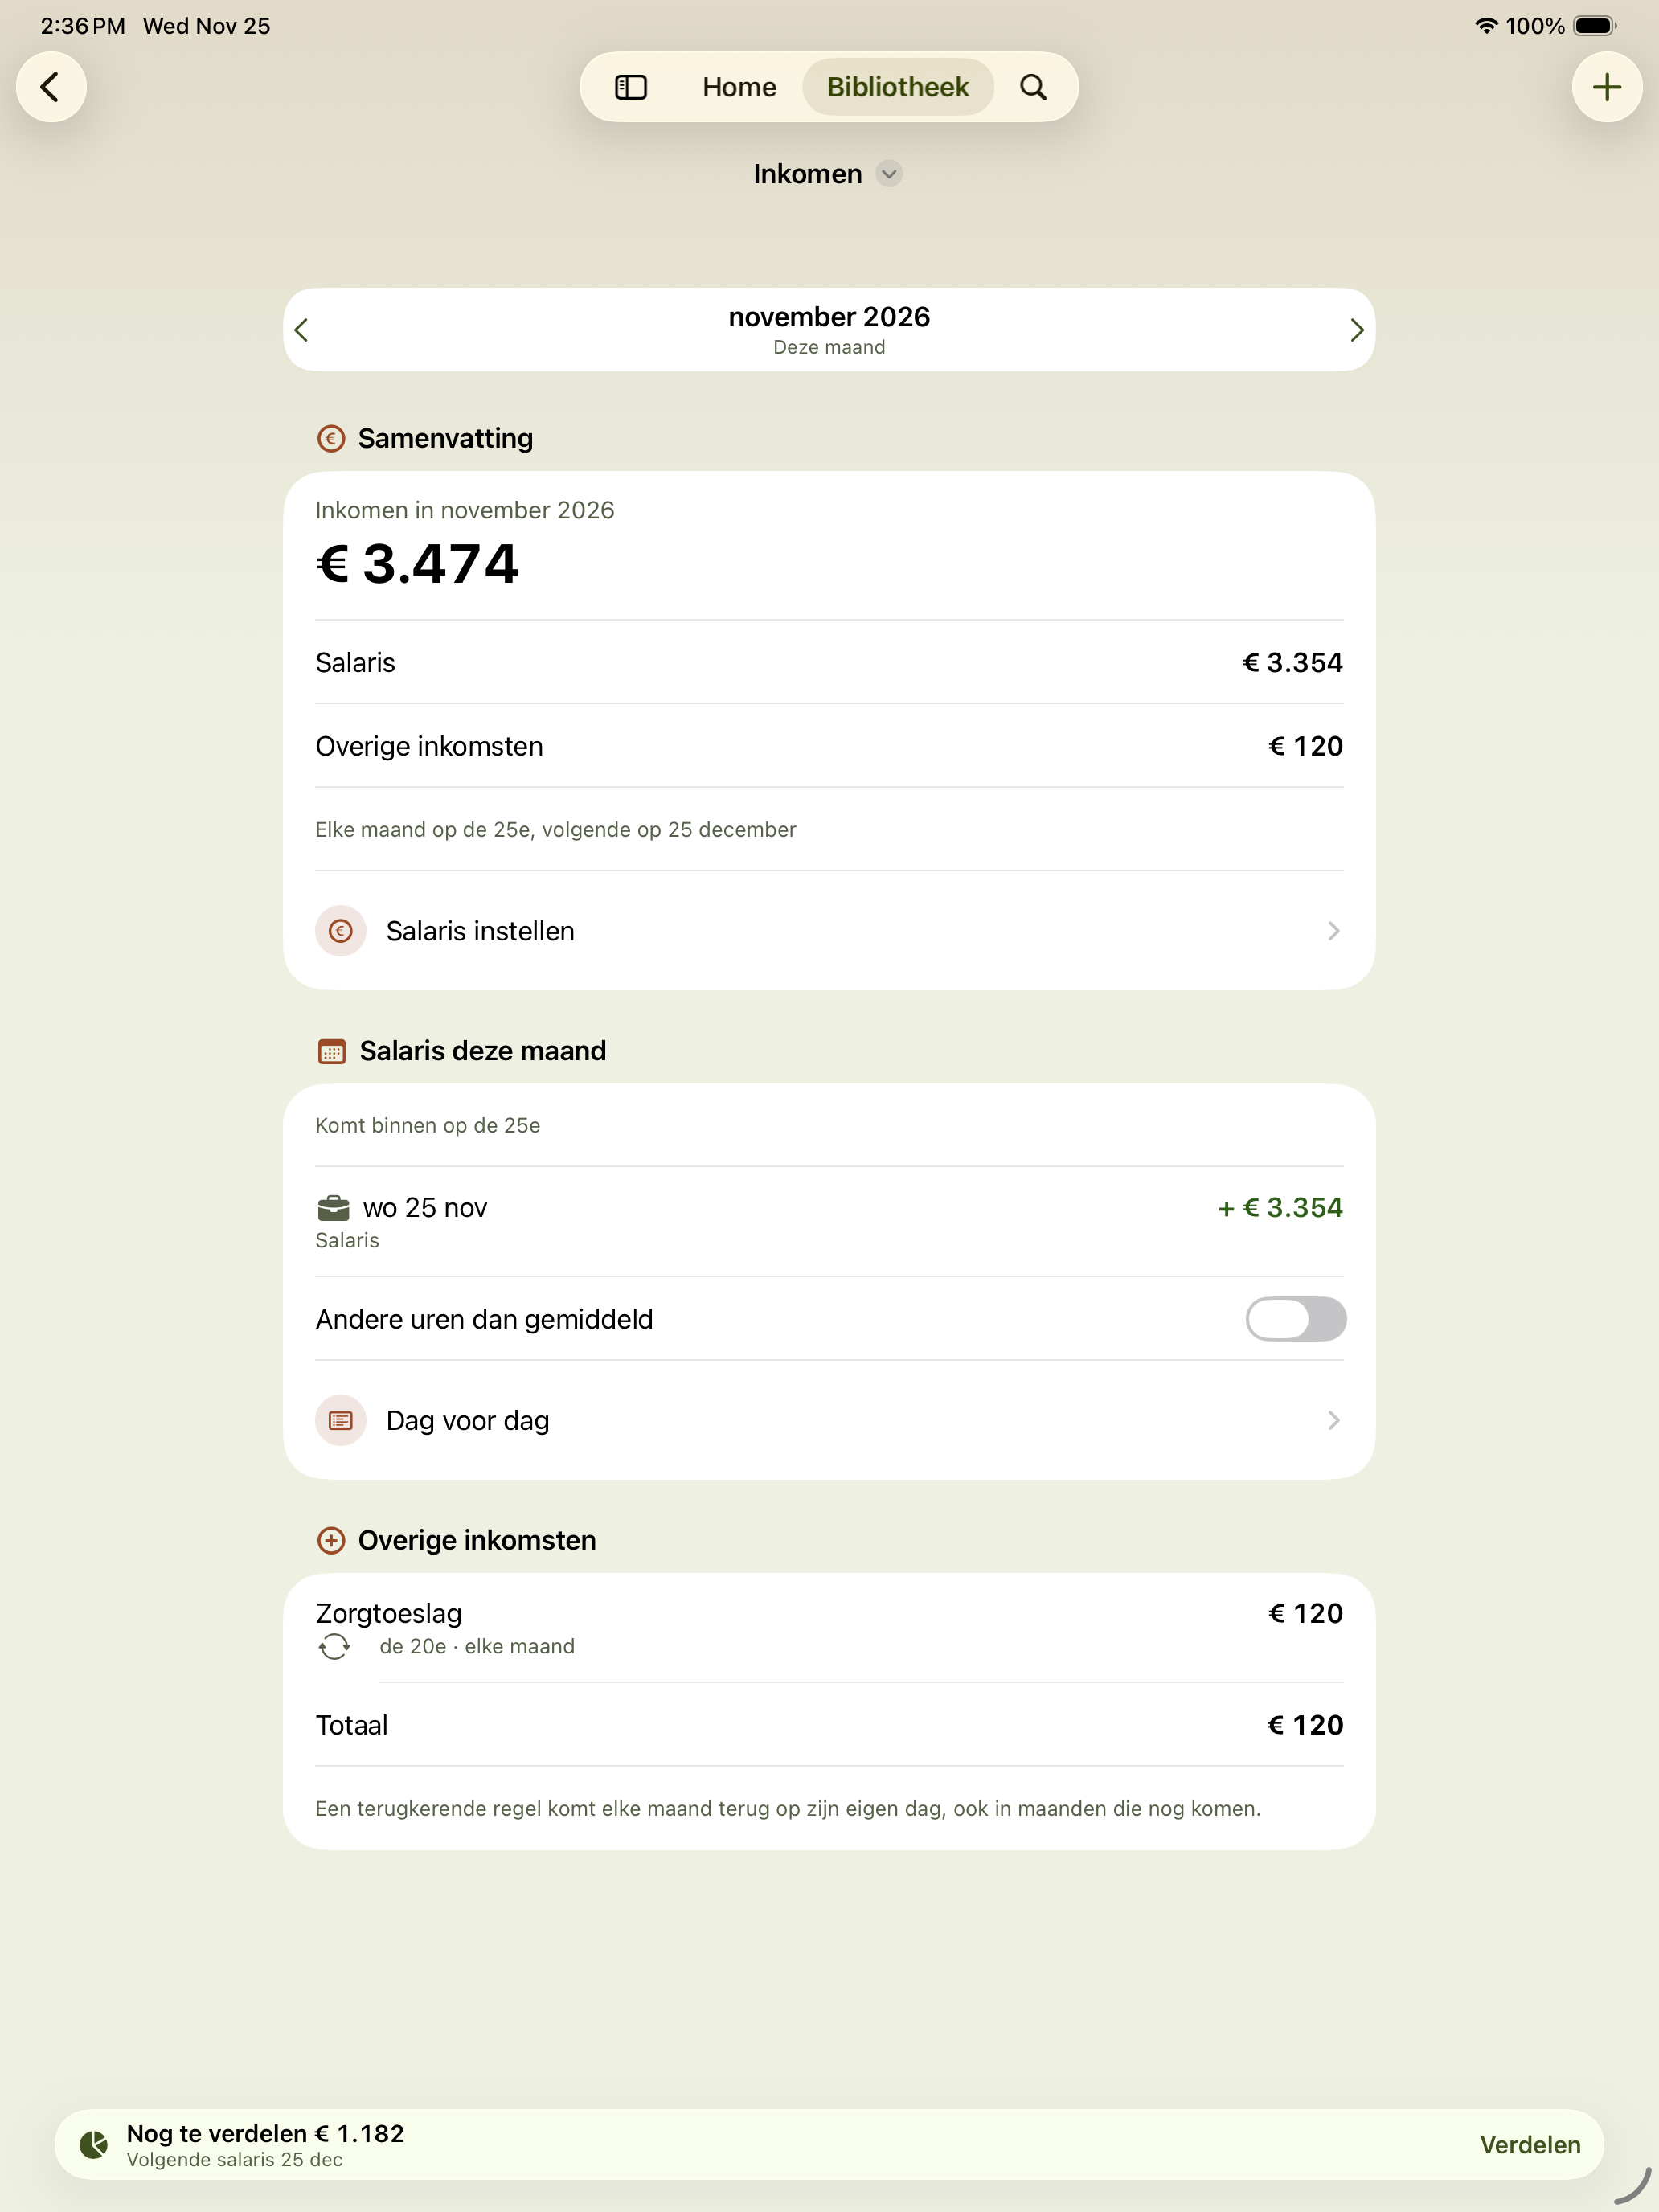 2:36 PM Wed Nov 25
100%
Home
Bibliotheek
Inkomen
november 2026
Deze maand
Samenvatting
Inkomen in november 2026
€ 3.474
Salaris € 3.354
Overige inkomsten € 120
Elke maand op de 25e, volgende op 25 december
Salaris instellen
Salaris deze maand
Komt binnen op de 25e
wo 25 nov + € 3.354
Salaris
Andere uren dan gemiddeld
Dag voor dag
Overige inkomsten
Zorgtoeslag € 120
de 20e · elke maand
Totaal € 120
Een terugkerende regel komt elke maand terug op zijn eigen dag, ook in maanden die nog komen.
Nog te verdelen € 1.182
Volgende salaris 25 dec
Verdelen